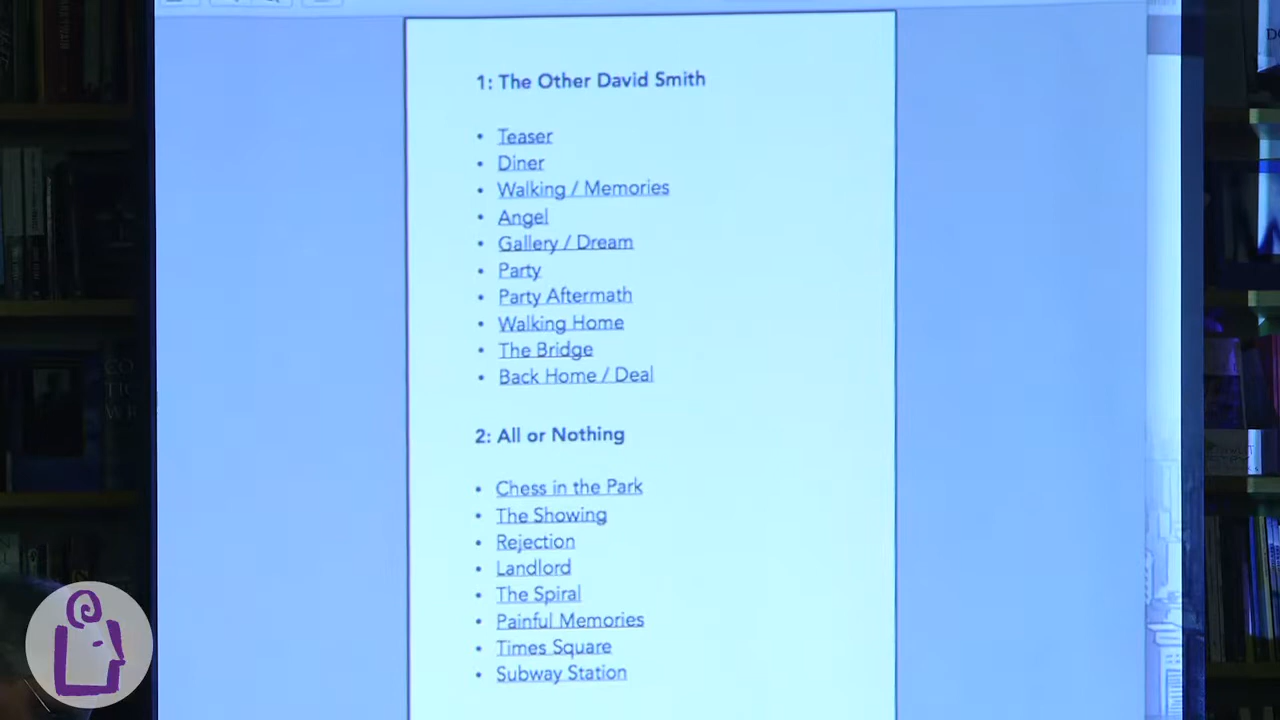 1: The Other David Smith
• Teaser
• Diner
• Walking / Memories
• Angel
• Gallery / Dream
• Party
• Party Aftermath
• Walking Home
• The Bridge
• Back Home / Deal
2: All or Nothing
• Chess in the Park
• The Showing
• Rejection
• Landlord
• The Spiral
• Painful Memories
• Times Square
• Subway Station